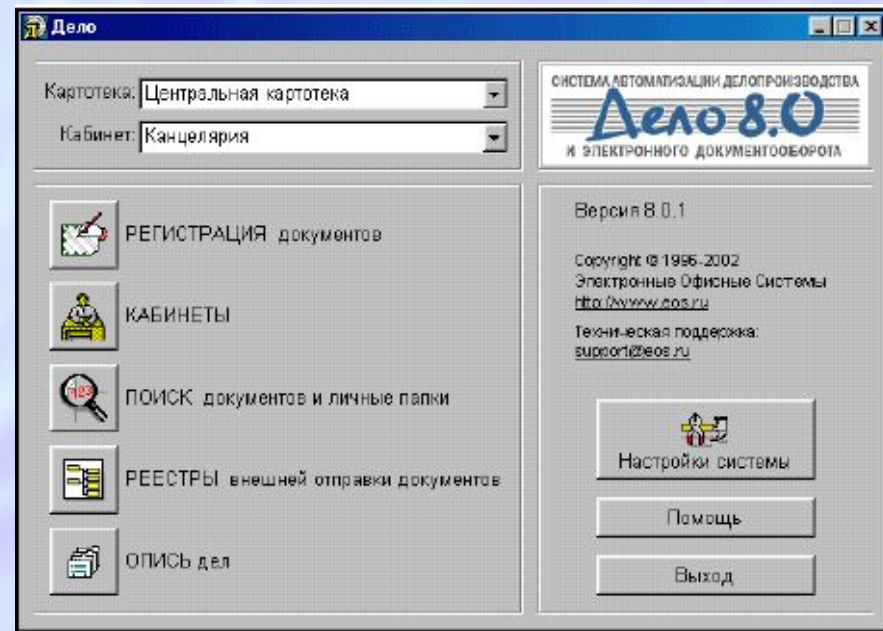 Дело
Картотека: Центральная картотека
Кабинет: Канцелярия
СИСТЕМА АВТОМАТИЗАЦИИ ДЕЛОПРОИЗВОДСТВА
Дело 8.0
И ЭЛЕКТРОННОГО ДОКУМЕНТООБОРОТА
РЕГИСТРАЦИЯ документов
КАБИНЕТЫ
ПОИСК документов и личные папки
РЕЕСТРЫ внешней отправки документов
ОПИСЬ дел
Версия 8.0.1
Copyright © 1996-2002
Электронные Офисные Системы
http://www.eos.ru
Техническая поддержка:
support@eos.ru
Настройки системы
Помощь
Выход